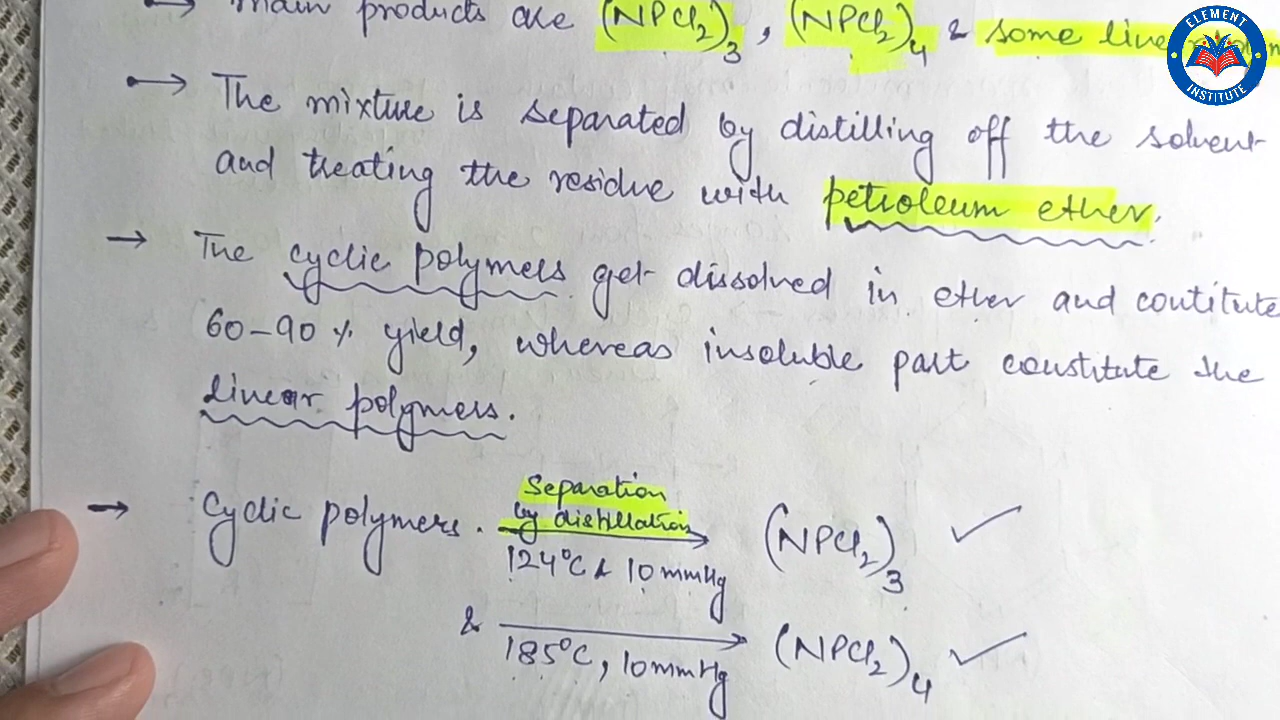 → main products are (NPCl₂)₃, (NPCl₂)₄ & some
→ The mixture is separated by distilling off the solvent
and treating the residue with petroleum ether.
→ The cyclic polymers get dissolved in ether and contitute
60-90% yield, whereas insoluble part constitute the
linear polymers.
→ Cyclic polymers. Separation by distillation (NPCl₂)₃ ✓
124°C & 10 mmHg
& → (NPCl₂)₄ ✓
185°C, 10mmHg
ELEMENT
INSTITUTE